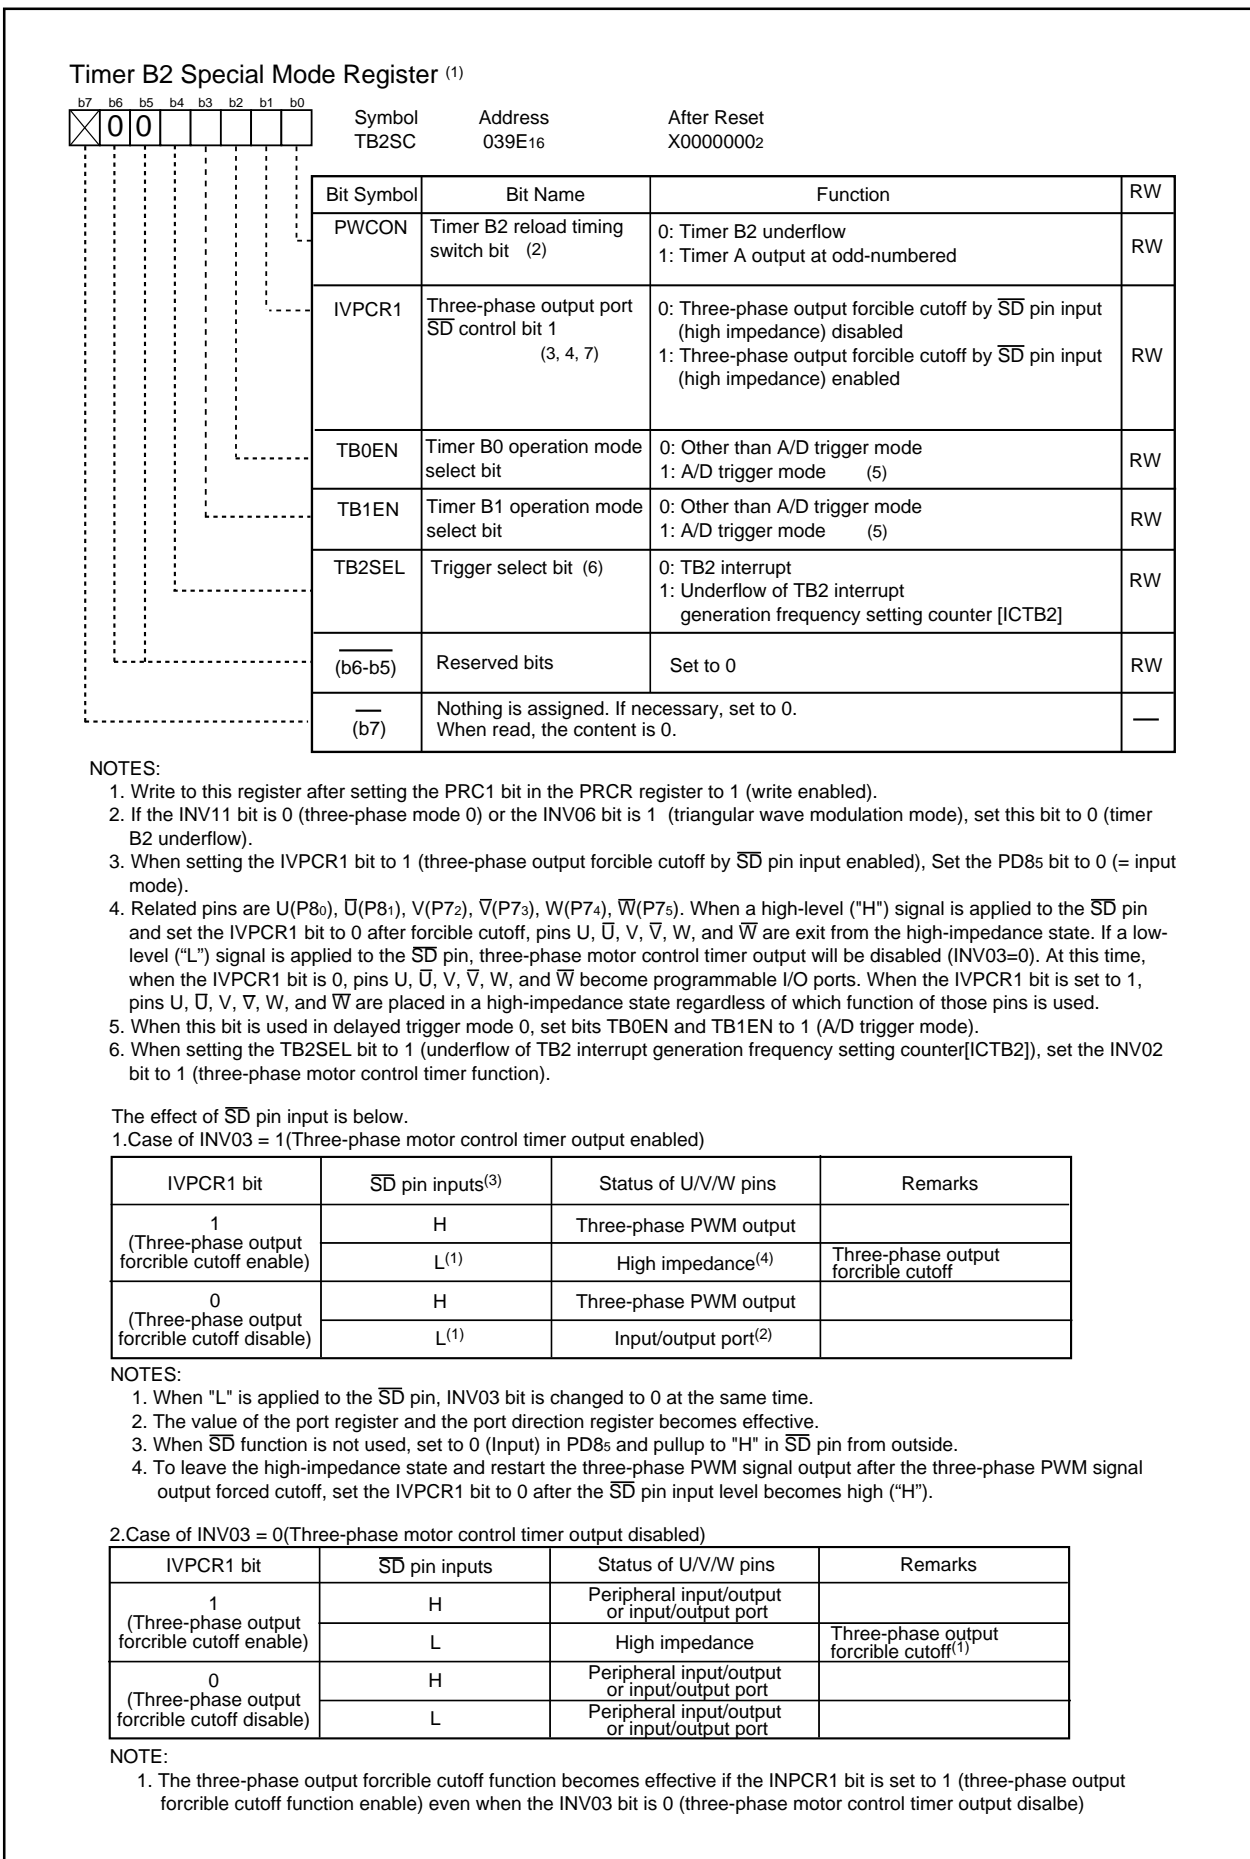 Timer B2 Special Mode Register (1)
b7 b6 b5 b4 b3 b2 b1 b0
0 0
Symbol Address After Reset
TB2SC 039E16 X00000002
Bit Symbol Bit Name Function RW
PWCON Timer B2 reload timing switch bit (2) 0: Timer B2 underflow
1: Timer A output at odd-numbered RW
IVPCR1 Three-phase output port S̅D̅ control bit 1 (3, 4, 7) 0: Three-phase output forcible cutoff by S̅D̅ pin input
(high impedance) disabled
1: Three-phase output forcible cutoff by S̅D̅ pin input
(high impedance) enabled RW
TB0EN Timer B0 operation mode select bit 0: Other than A/D trigger mode
1: A/D trigger mode (5) RW
TB1EN Timer B1 operation mode select bit 0: Other than A/D trigger mode
1: A/D trigger mode (5) RW
TB2SEL Trigger select bit (6) 0: TB2 interrupt
1: Underflow of TB2 interrupt
generation frequency setting counter [ICTB2] RW
(b6-b5) Reserved bits Set to 0 RW
(b7) Nothing is assigned. If necessary, set to 0.
When read, the content is 0. —
NOTES:
1. Write to this register after setting the PRC1 bit in the PRCR register to 1 (write enabled).
2. If the INV11 bit is 0 (three-phase mode 0) or the INV06 bit is 1 (triangular wave modulation mode), set this bit to 0 (timer
B2 underflow).
3. When setting the IVPCR1 bit to 1 (three-phase output forcible cutoff by S̅D̅ pin input enabled), Set the PD85 bit to 0 (= input
mode).
4. Related pins are U(P80), U̅(P81), V(P72), V̅(P73), W(P74), W̅(P75). When a high-level ("H") signal is applied to the S̅D̅ pin
and set the IVPCR1 bit to 0 after forcible cutoff, pins U, U̅, V, V̅, W, and W̅ are exit from the high-impedance state. If a low-
level (“L”) signal is applied to the S̅D̅ pin, three-phase motor control timer output will be disabled (INV03=0). At this time,
when the IVPCR1 bit is 0, pins U, U̅, V, V̅, W, and W̅ become programmable I/O ports. When the IVPCR1 bit is set to 1,
pins U, U̅, V, V̅, W, and W̅ are placed in a high-impedance state regardless of which function of those pins is used.
5. When this bit is used in delayed trigger mode 0, set bits TB0EN and TB1EN to 1 (A/D trigger mode).
6. When setting the TB2SEL bit to 1 (underflow of TB2 interrupt generation frequency setting counter[ICTB2]), set the INV02
bit to 1 (three-phase motor control timer function).
The effect of S̅D̅ pin input is below.
1.Case of INV03 = 1(Three-phase motor control timer output enabled)
IVPCR1 bit S̅D̅ pin inputs(3) Status of U/V/W pins Remarks
1
(Three-phase output
forcrible cutoff enable) H Three-phase PWM output
L(1) High impedance(4) Three-phase output
forcrible cutoff
0
(Three-phase output
forcrible cutoff disable) H Three-phase PWM output
L(1) Input/output port(2)
NOTES:
1. When "L" is applied to the S̅D̅ pin, INV03 bit is changed to 0 at the same time.
2. The value of the port register and the port direction register becomes effective.
3. When S̅D̅ function is not used, set to 0 (Input) in PD85 and pullup to "H" in S̅D̅ pin from outside.
4. To leave the high-impedance state and restart the three-phase PWM signal output after the three-phase PWM signal
output forced cutoff, set the IVPCR1 bit to 0 after the S̅D̅ pin input level becomes high (“H”).
2.Case of INV03 = 0(Three-phase motor control timer output disabled)
IVPCR1 bit S̅D̅ pin inputs Status of U/V/W pins Remarks
1
(Three-phase output
forcrible cutoff enable) H Peripheral input/output
or input/output port
L High impedance Three-phase output
forcrible cutoff(1)
0
(Three-phase output
forcrible cutoff disable) H Peripheral input/output
or input/output port
L Peripheral input/output
or input/output port
NOTE:
1. The three-phase output forcrible cutoff function becomes effective if the INPCR1 bit is set to 1 (three-phase output
forcrible cutoff function enable) even when the INV03 bit is 0 (three-phase motor control timer output disalbe)